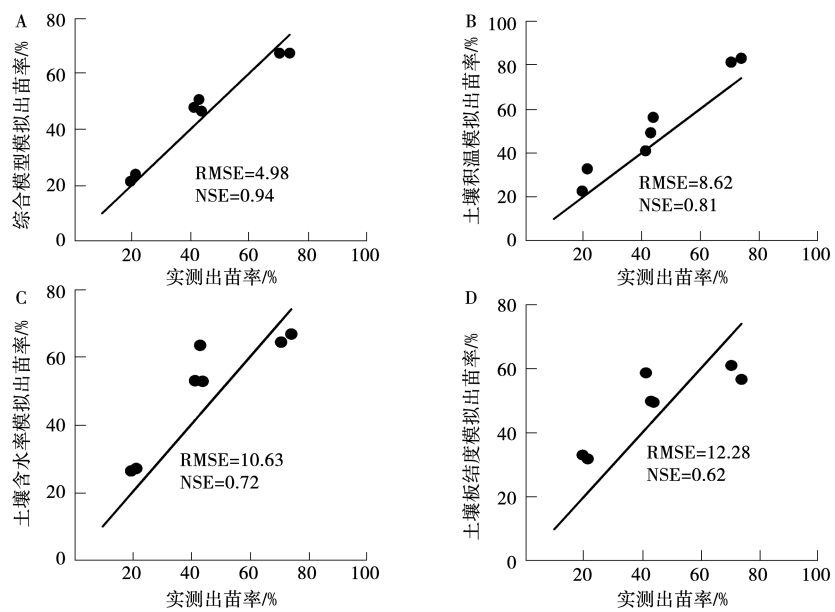 A
综合模型模拟出苗率/%
80
60
40
20
0
RMSE=4.98
NSE=0.94
20 40 60 80 100
实测出苗率/%
B
土壤积温模拟出苗率/%
100
80
60
40
20
0
RMSE=8.62
NSE=0.81
20 40 60 80 100
实测出苗率/%
C
土壤含水率模拟出苗率/%
80
60
40
20
0
RMSE=10.63
NSE=0.72
20 40 60 80 100
实测出苗率/%
D
土壤板结度模拟出苗率/%
80
60
40
20
0
RMSE=12.28
NSE=0.62
20 40 60 80 100
实测出苗率/%